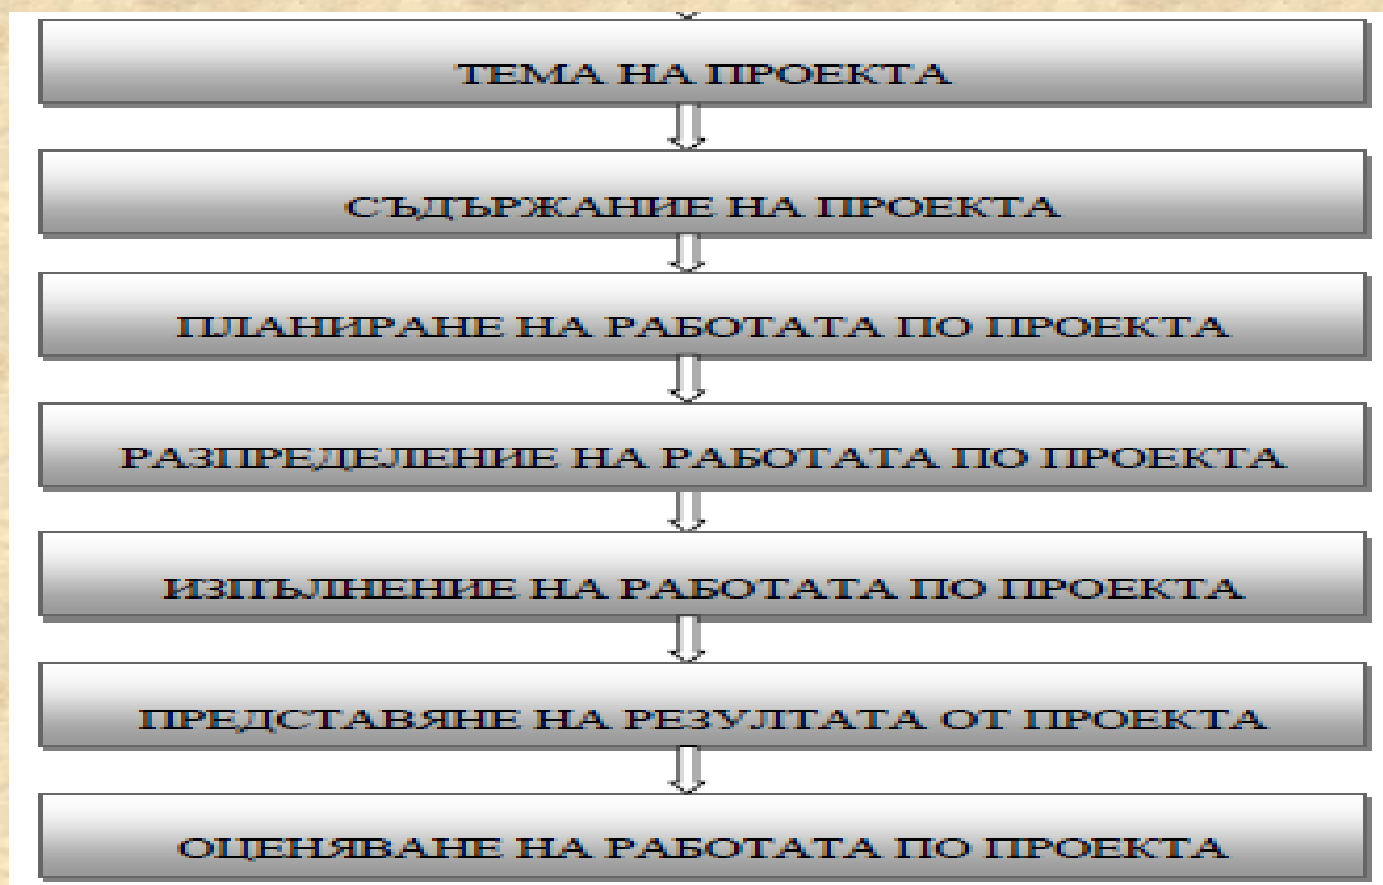 ТЕМА НА ПРОЕКТА
СЪДЪРЖАНИЕ НА ПРОЕКТА
ПЛАНИРАНЕ НА РАБОТАТА ПО ПРОЕКТА
РАЗПРЕДЕЛЕНИЕ НА РАБОТАТА ПО ПРОЕКТА
ИЗПЪЛНЕНИЕ НА РАБОТАТА ПО ПРОЕКТА
ПРЕДСТАВЯНЕ НА РЕЗУЛТАТА ОТ ПРОЕКТА
ОЦЕНЯВАНЕ НА РАБОТАТА ПО ПРОЕКТА